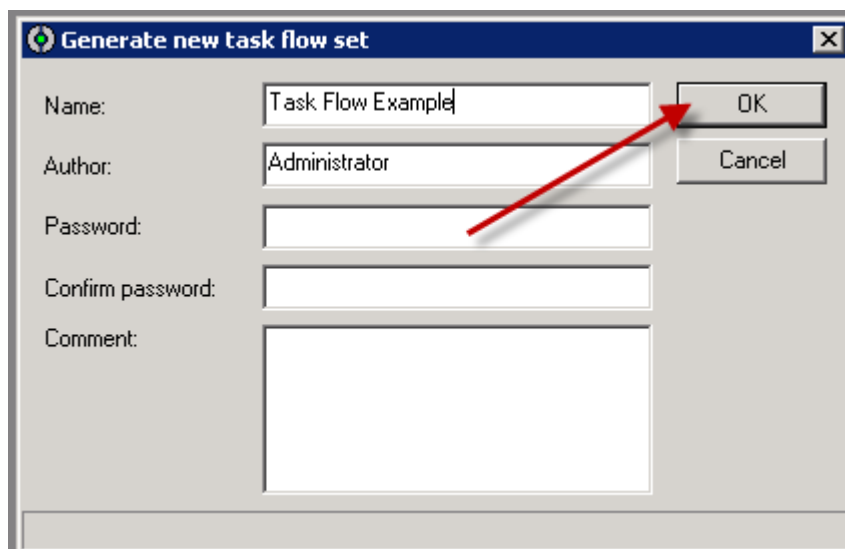 Generate new task flow set
Name: Task Flow Example OK
Author: Administrator Cancel
Password:
Confirm password:
Comment: